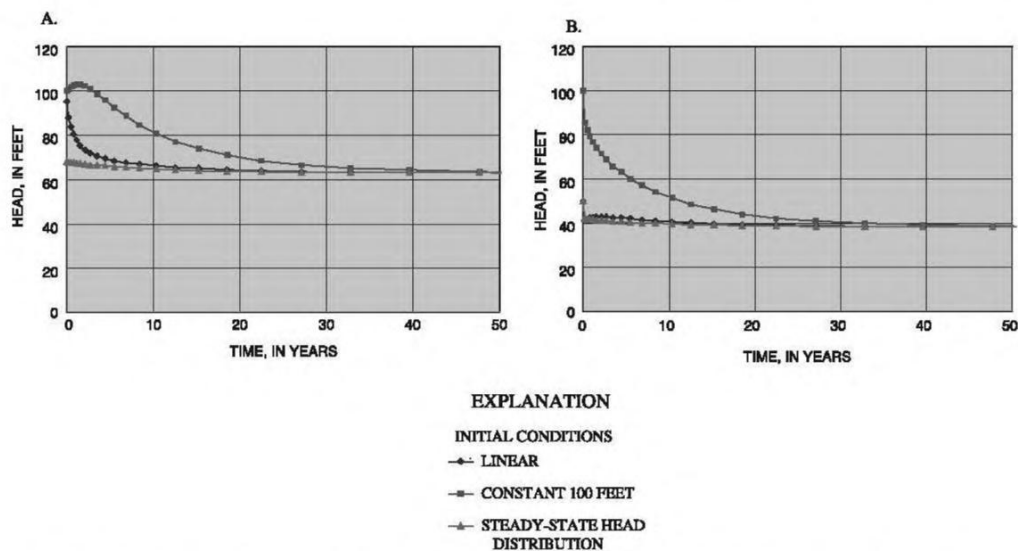 A.
120
100
80
60
40
20
0
HEAD, IN FEET
0 10 20 30 40 50
TIME, IN YEARS
B.
120
100
80
60
40
20
0
HEAD, IN FEET
0 10 20 30 40 50
TIME, IN YEARS
EXPLANATION
INITIAL CONDITIONS
LINEAR
CONSTANT 100 FEET
STEADY-STATE HEAD
DISTRIBUTION